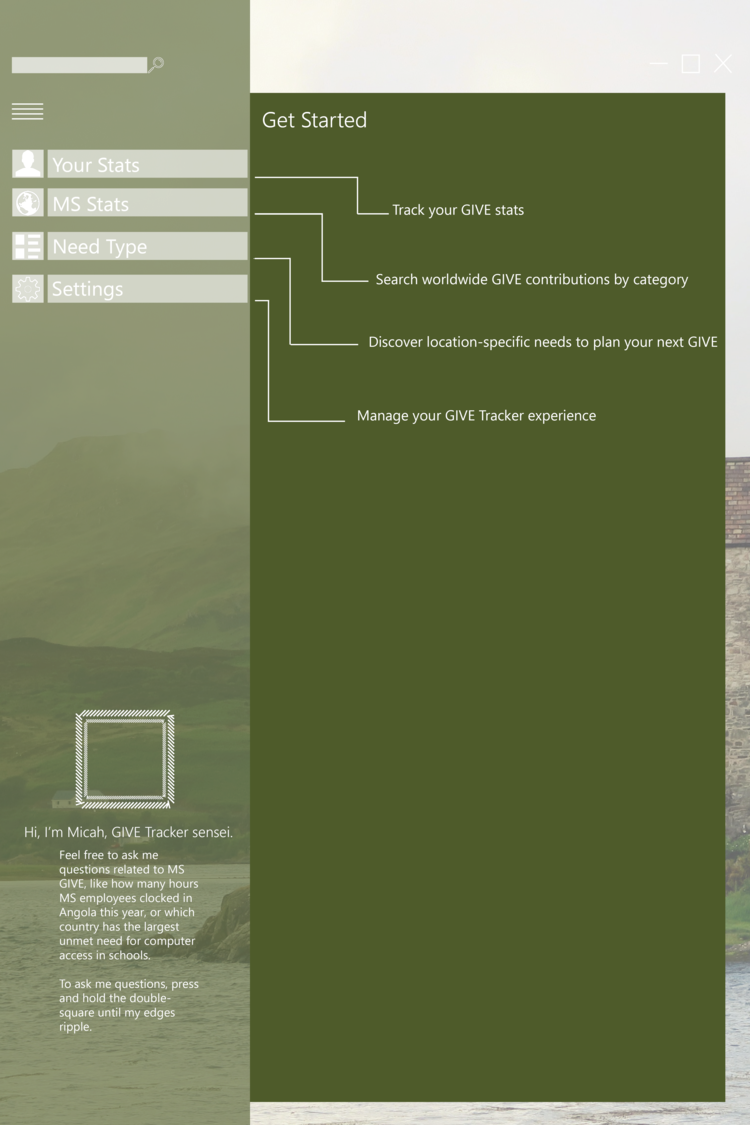 Get Started
Your Stats
MS Stats
Need Type
Settings
Track your GIVE stats
Search worldwide GIVE contributions by category
Discover location-specific needs to plan your next GIVE
Manage your GIVE Tracker experience
Hi, I'm Micah, GIVE Tracker sensei.
Feel free to ask me
questions related to MS
GIVE, like how many hours
MS employees clocked in
Angola this year, or which
country has the largest
unmet need for computer
access in schools.
To ask me questions, press
and hold the double-
square until my edges
ripple.